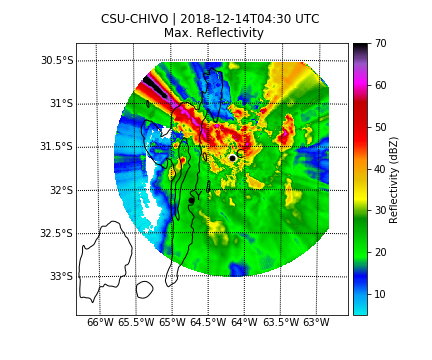 CSU-CHIVO | 2018-12-14T04:30 UTC
Max. Reflectivity
30.5°S
31°S
31.5°S
32°S
32.5°S
33°S
66°W 65.5°W 65°W 64.5°W 64°W 63.5°W 63°W
70
60
50
40
30
20
10
Reflectivity (dBZ)
C